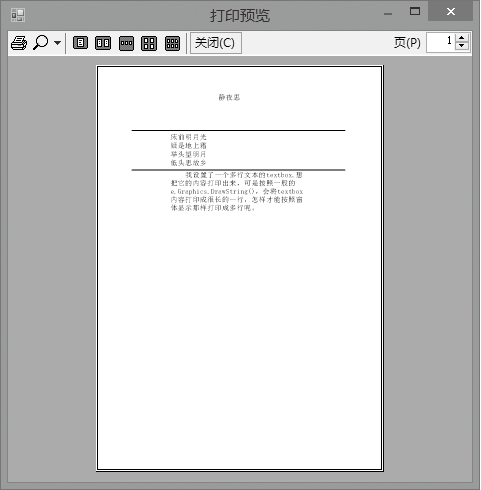 打印预览
关闭(C)
页(P)
1
静夜思
床前明月光
疑是地上霜
举头望明月
低头思故乡
我设置了一个多行文本的textbox,想
把它的内容打印出来，可是按照一般的
e.Graphics.DrawString()，会将textbox
内容打印成很长的一行，怎样才能按照窗
体显示那样打印成多行呢。